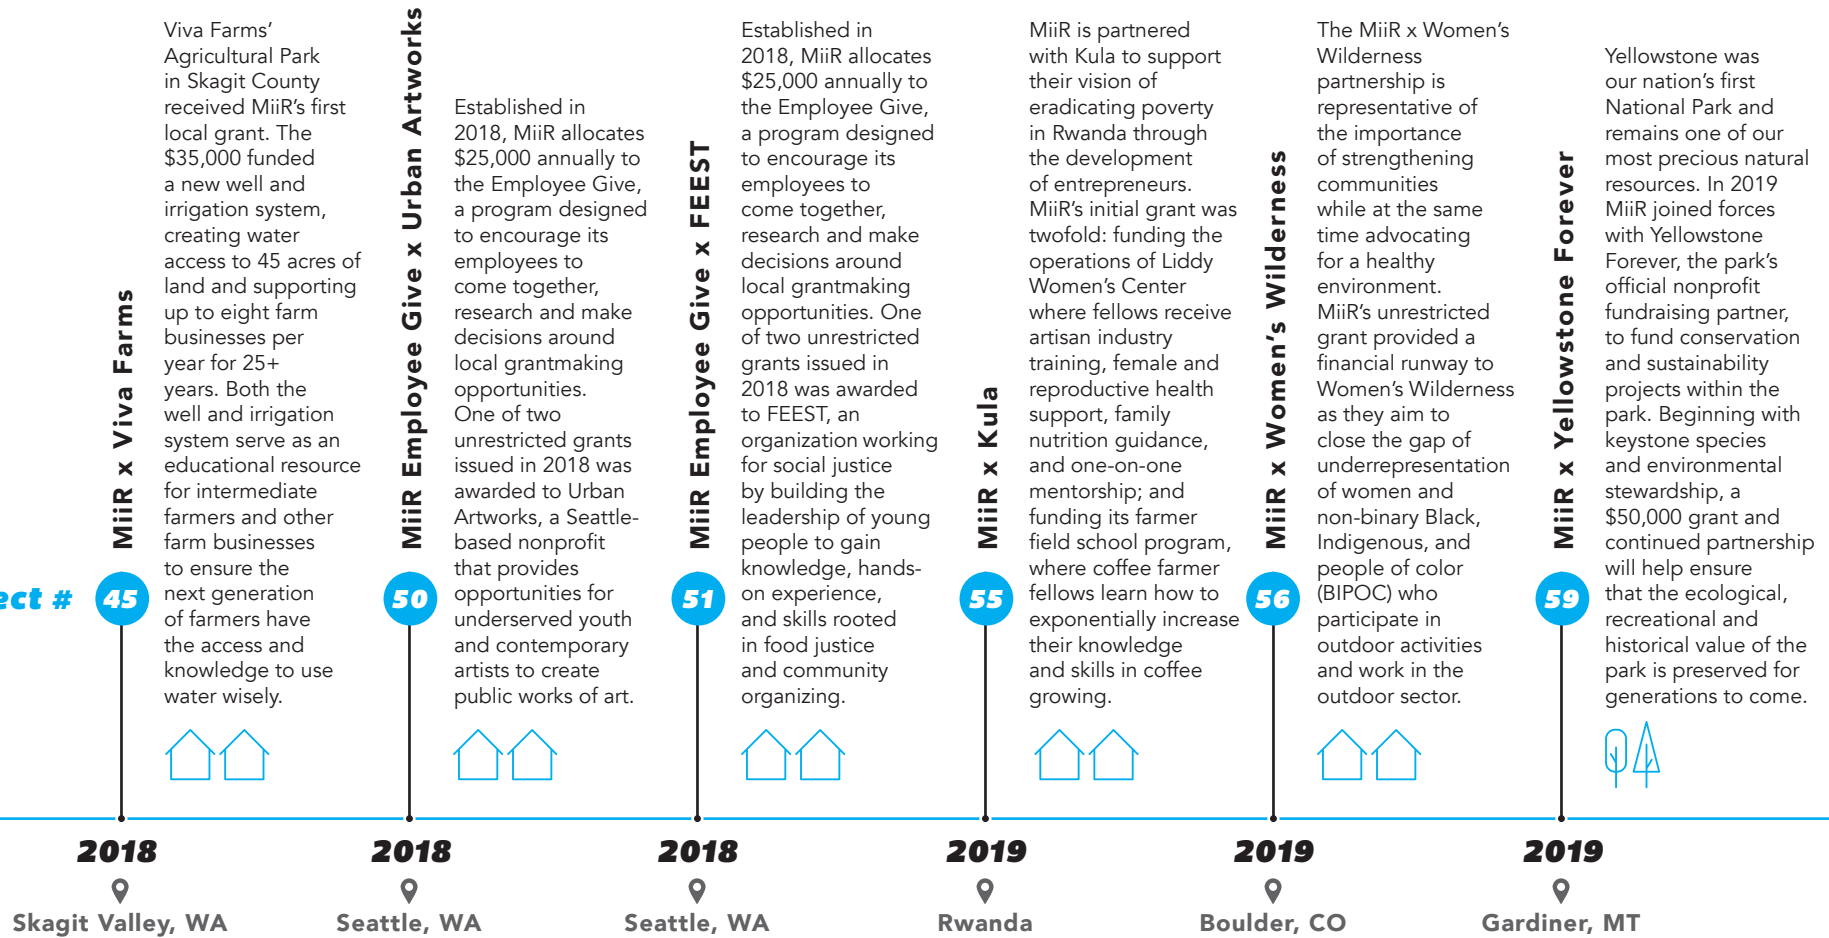 MiiR x Viva Farms
Viva Farms’
Agricultural Park
in Skagit County
received MiiR’s first
local grant. The
$35,000 funded
a new well and
irrigation system,
creating water
access to 45 acres of
land and supporting
up to eight farm
businesses per
year for 25+
years. Both the
well and irrigation
system serve as an
educational resource
for intermediate
farmers and other
farm businesses
to ensure the
next generation
of farmers have
the access and
knowledge to use
water wisely.
ect #
45
2018
Skagit Valley, WA
MiiR Employee Give x Urban Artworks
Established in
2018, MiiR allocates
$25,000 annually to
the Employee Give,
a program designed
to encourage its
employees to
come together,
research and make
decisions around
local grantmaking
opportunities.
One of two
unrestricted grants
issued in 2018 was
awarded to Urban
Artworks, a Seattle-
based nonprofit
that provides
opportunities for
underserved youth
and contemporary
artists to create
public works of art.
50
2018
Seattle, WA
MiiR Employee Give x FEEST
Established in
2018, MiiR allocates
$25,000 annually to
the Employee Give,
a program designed
to encourage its
employees to
come together,
research and make
decisions around
local grantmaking
opportunities. One
of two unrestricted
grants issued in
2018 was awarded
to FEEST, an
organization working
for social justice
by building the
leadership of young
people to gain
knowledge, hands-
on experience,
and skills rooted
in food justice
and community
organizing.
51
2018
Seattle, WA
MiiR x Kula
MiiR is partnered
with Kula to support
their vision of
eradicating poverty
in Rwanda through
the development
of entrepreneurs.
MiiR’s initial grant was
twofold: funding the
operations of Liddy
Women’s Center
where fellows receive
artisan industry
training, female and
reproductive health
support, family
nutrition guidance,
and one-on-one
mentorship; and
funding its farmer
field school program,
where coffee farmer
fellows learn how to
exponentially increase
their knowledge
and skills in coffee
growing.
55
2019
Rwanda
MiiR x Women’s Wilderness
The MiiR x Women’s
Wilderness
partnership is
representative of
the importance
of strengthening
communities
while at the same
time advocating
for a healthy
environment.
MiiR’s unrestricted
grant provided a
financial runway to
Women’s Wilderness
as they aim to
close the gap of
underrepresentation
of women and
non-binary Black,
Indigenous, and
people of color
(BIPOC) who
participate in
outdoor activities
and work in the
outdoor sector.
56
2019
Boulder, CO
MiiR x Yellowstone Forever
Yellowstone was
our nation’s first
National Park and
remains one of our
most precious natural
resources. In 2019
MiiR joined forces
with Yellowstone
Forever, the park’s
official nonprofit
fundraising partner,
to fund conservation
and sustainability
projects within the
park. Beginning with
keystone species
and environmental
stewardship, a
$50,000 grant and
continued partnership
will help ensure
that the ecological,
recreational and
historical value of the
park is preserved for
generations to come.
59
2019
Gardiner, MT